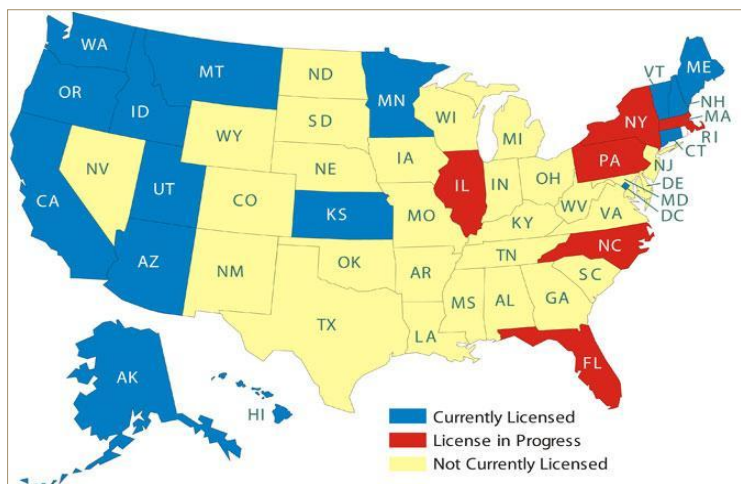 WA
MT
ND
MN
VT
ME
OR
ID
SD
WI
NH
MA
WY
MI
NY
RI
CT
NV
NE
IA
PA
NJ
CA
UT
CO
IL
IN
OH
DE
MD
DC
KS
MO
WV
VA
KY
AZ
NM
OK
AR
TN
NC
SC
TX
MS
AL
GA
LA
FL
AK
HI
Currently Licensed
License in Progress
Not Currently Licensed